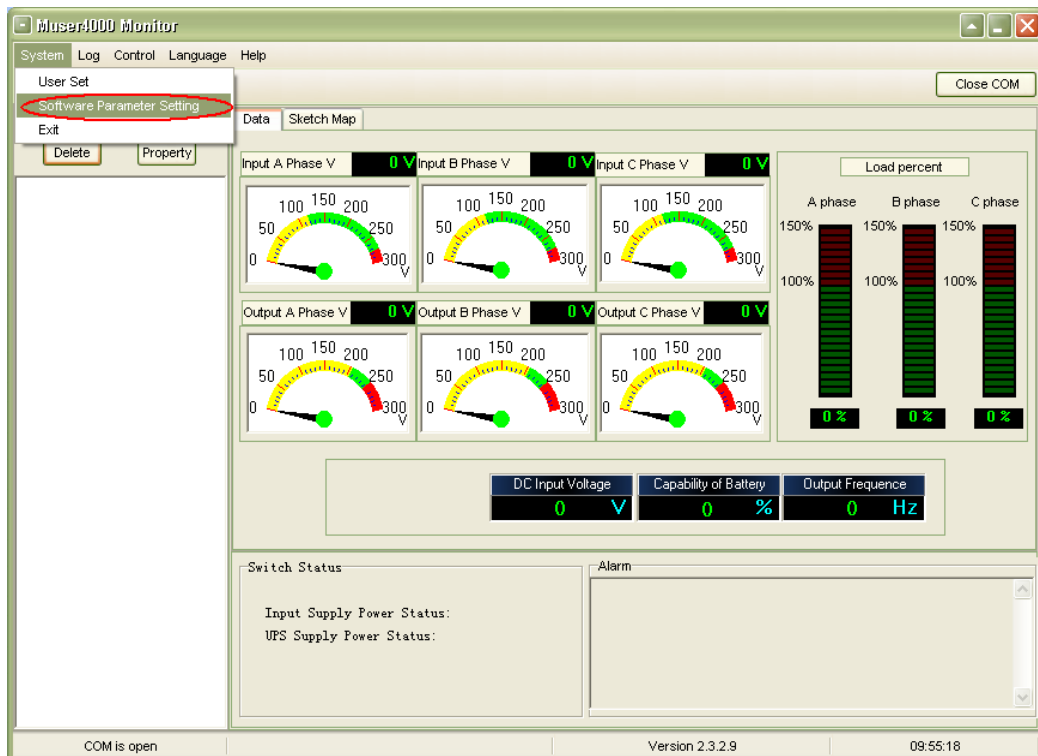 Muser4000 Monitor
System Log Control Language Help
User Set
Software Parameter Setting
Exit
Close COM
Delete Property
Data Sketch Map
Input A Phase V 0 V Input B Phase V 0 V Input C Phase V 0 V
0 50 100 150 200 250 300 V
0 50 100 150 200 250 300 V
0 50 100 150 200 250 300 V
Output A Phase V 0 V Output B Phase V 0 V Output C Phase V 0 V
0 50 100 150 200 250 300 V
0 50 100 150 200 250 300 V
0 50 100 150 200 250 300 V
Load percent
A phase B phase C phase
150% 150% 150%
100% 100% 100%
0 % 0 % 0 %
DC Input Voltage Capability of Battery Output Frequence
0 V 0 % 0 Hz
Switch Status
Input Supply Power Status:
UPS Supply Power Status:
Alarm
COM is open Version 2.3.2.9 09:55:18